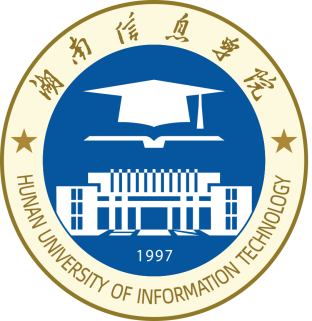 湖南信息学院
1997
HUNAN UNIVERSITY OF INFORMATION TECHNOLOGY